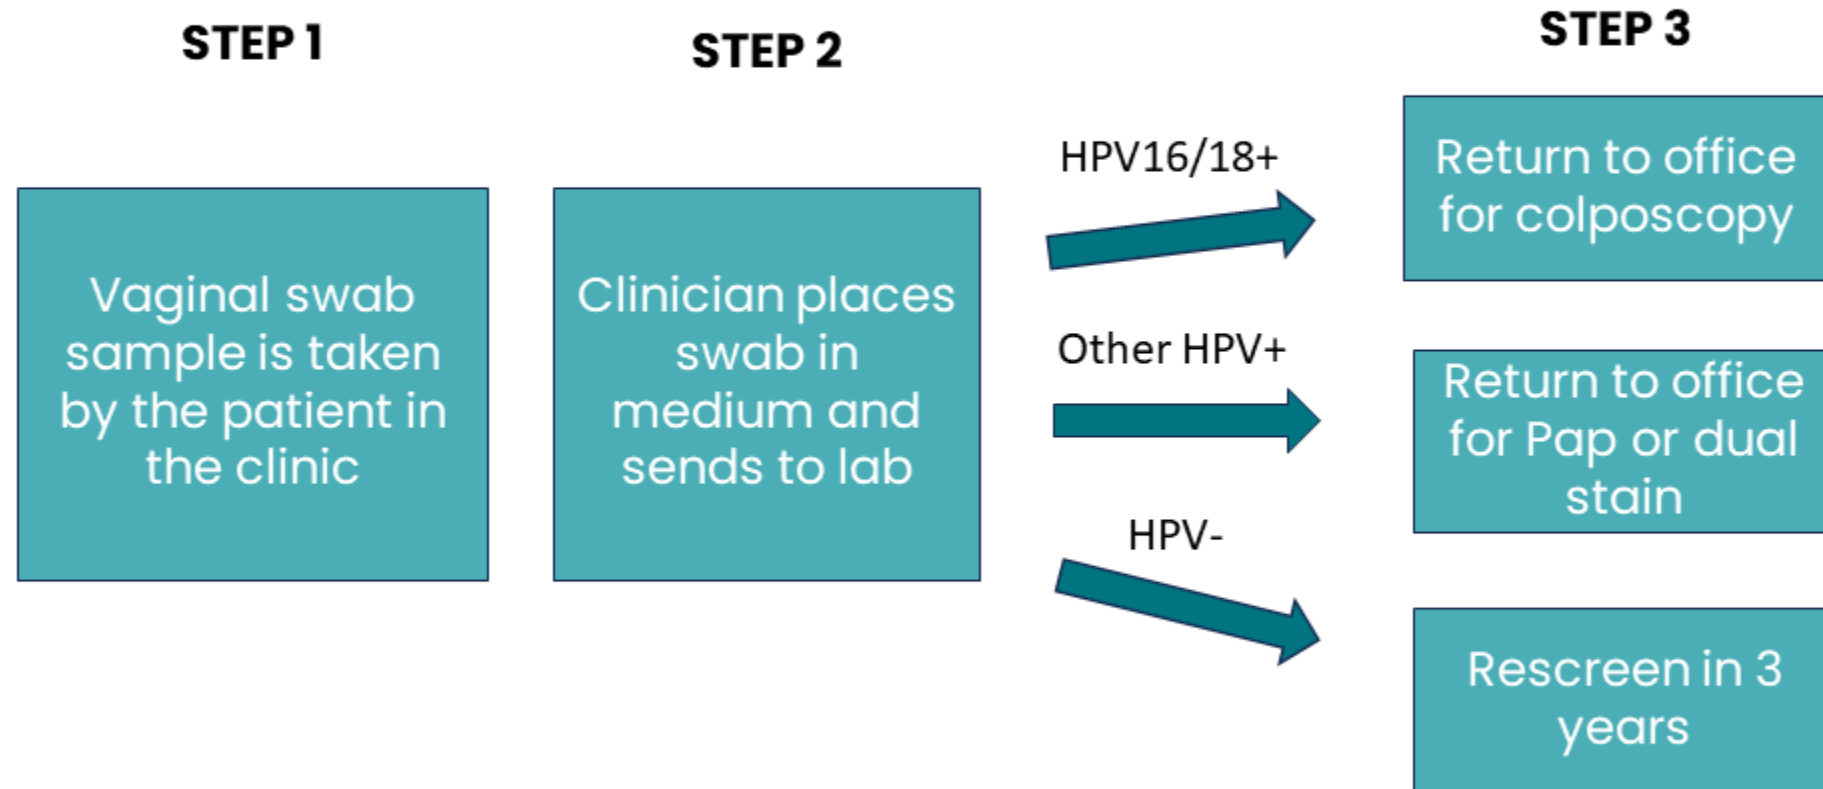 STEP 1
Vaginal swab
sample is taken
by the patient in
the clinic
STEP 2
Clinician places
swab in
medium and
sends to lab
HPV16/18+
Other HPV+
HPV-
STEP 3
Return to office
for colposcopy
Return to office
for Pap or dual
stain
Rescreen in 3
years